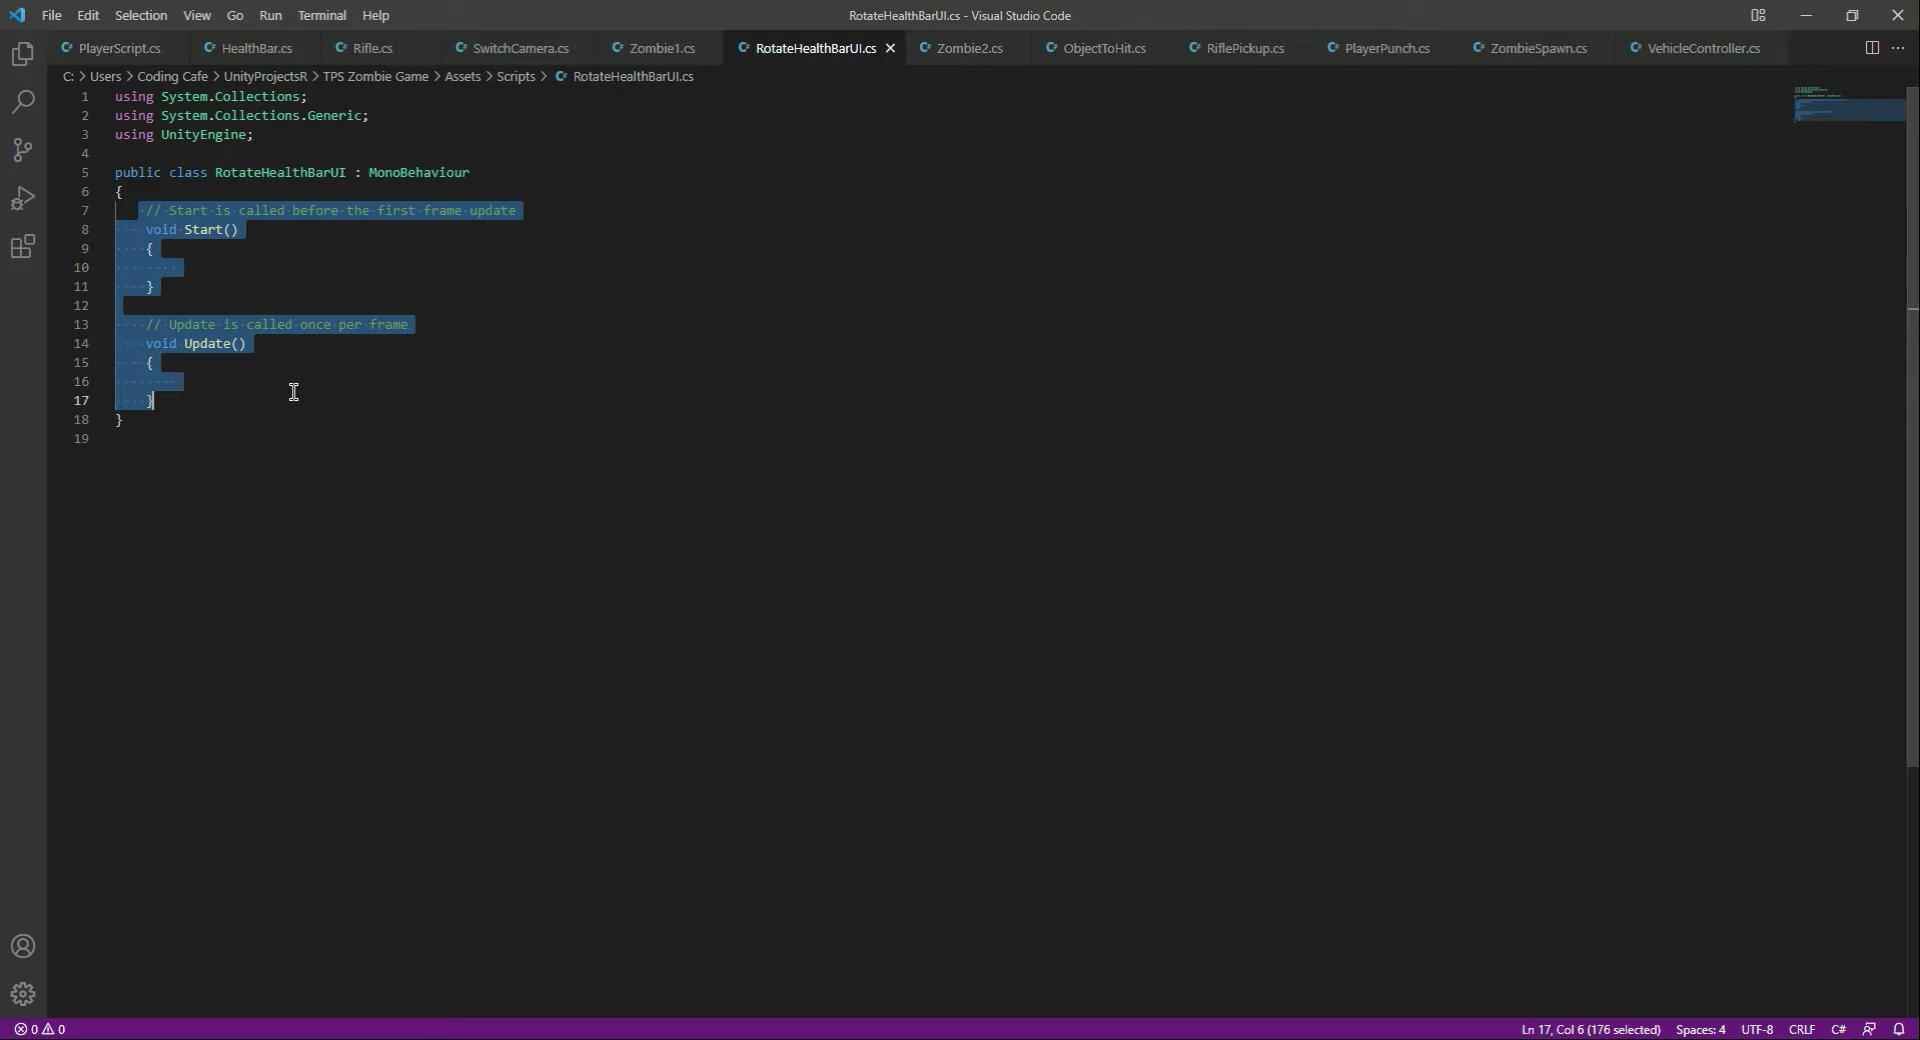 File Edit Selection View Go Run Terminal Help RotateHealthBarUI.cs - Visual Studio Code
PlayerScript.cs HealthBar.cs Rifle.cs SwitchCamera.cs Zombie1.cs RotateHealthBarUI.cs Zombie2.cs ObjectToHit.cs RiflePickup.cs PlayerPunch.cs ZombieSpawn.cs VehicleController.cs
C: > Users > Coding Cafe > UnityProjectsR > TPS Zombie Game > Assets > Scripts > RotateHealthBarUI.cs
1 using System.Collections;
2 using System.Collections.Generic;
3 using UnityEngine;
4
5 public class RotateHealthBarUI : MonoBehaviour
6 {
7 // Start is called before the first frame update
8 void Start()
9 {
10
11 }
12
13 // Update is called once per frame
14 void Update()
15 {
16
17 }
18 }
19
0 0 Ln 17, Col 6 (176 selected) Spaces: 4 UTF-8 CRLF C#